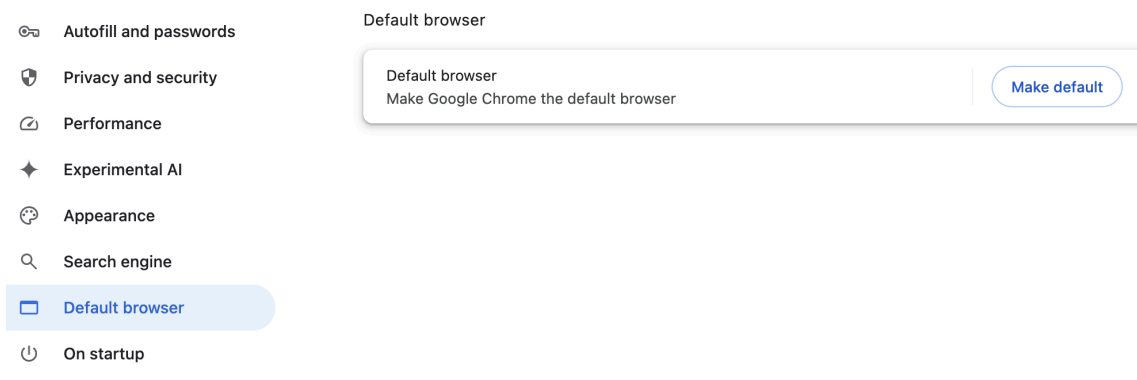 Autofill and passwords
Privacy and security
Performance
Experimental AI
Appearance
Search engine
Default browser
On startup
Default browser
Default browser
Make Google Chrome the default browser
Make default